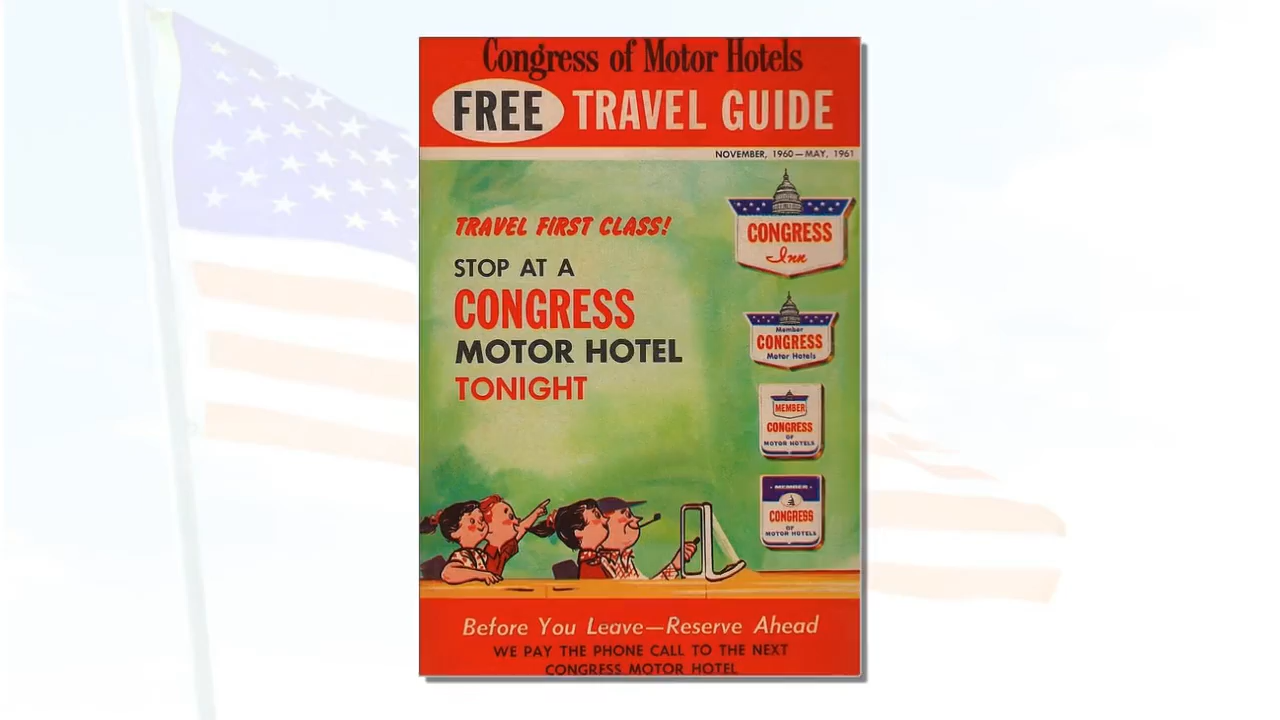 Congress of Motor Hotels
FREE TRAVEL GUIDE
NOVEMBER, 1960—MAY, 1961
TRAVEL FIRST CLASS!
STOP AT A
CONGRESS
MOTOR HOTEL
TONIGHT
CONGRESS
Inn
Member
CONGRESS
Motor Hotels
MEMBER
CONGRESS
OF
MOTOR HOTELS
MEMBER
CONGRESS
OF
MOTOR HOTELS
Before You Leave—Reserve Ahead
WE PAY THE PHONE CALL TO THE NEXT
CONGRESS MOTOR HOTEL